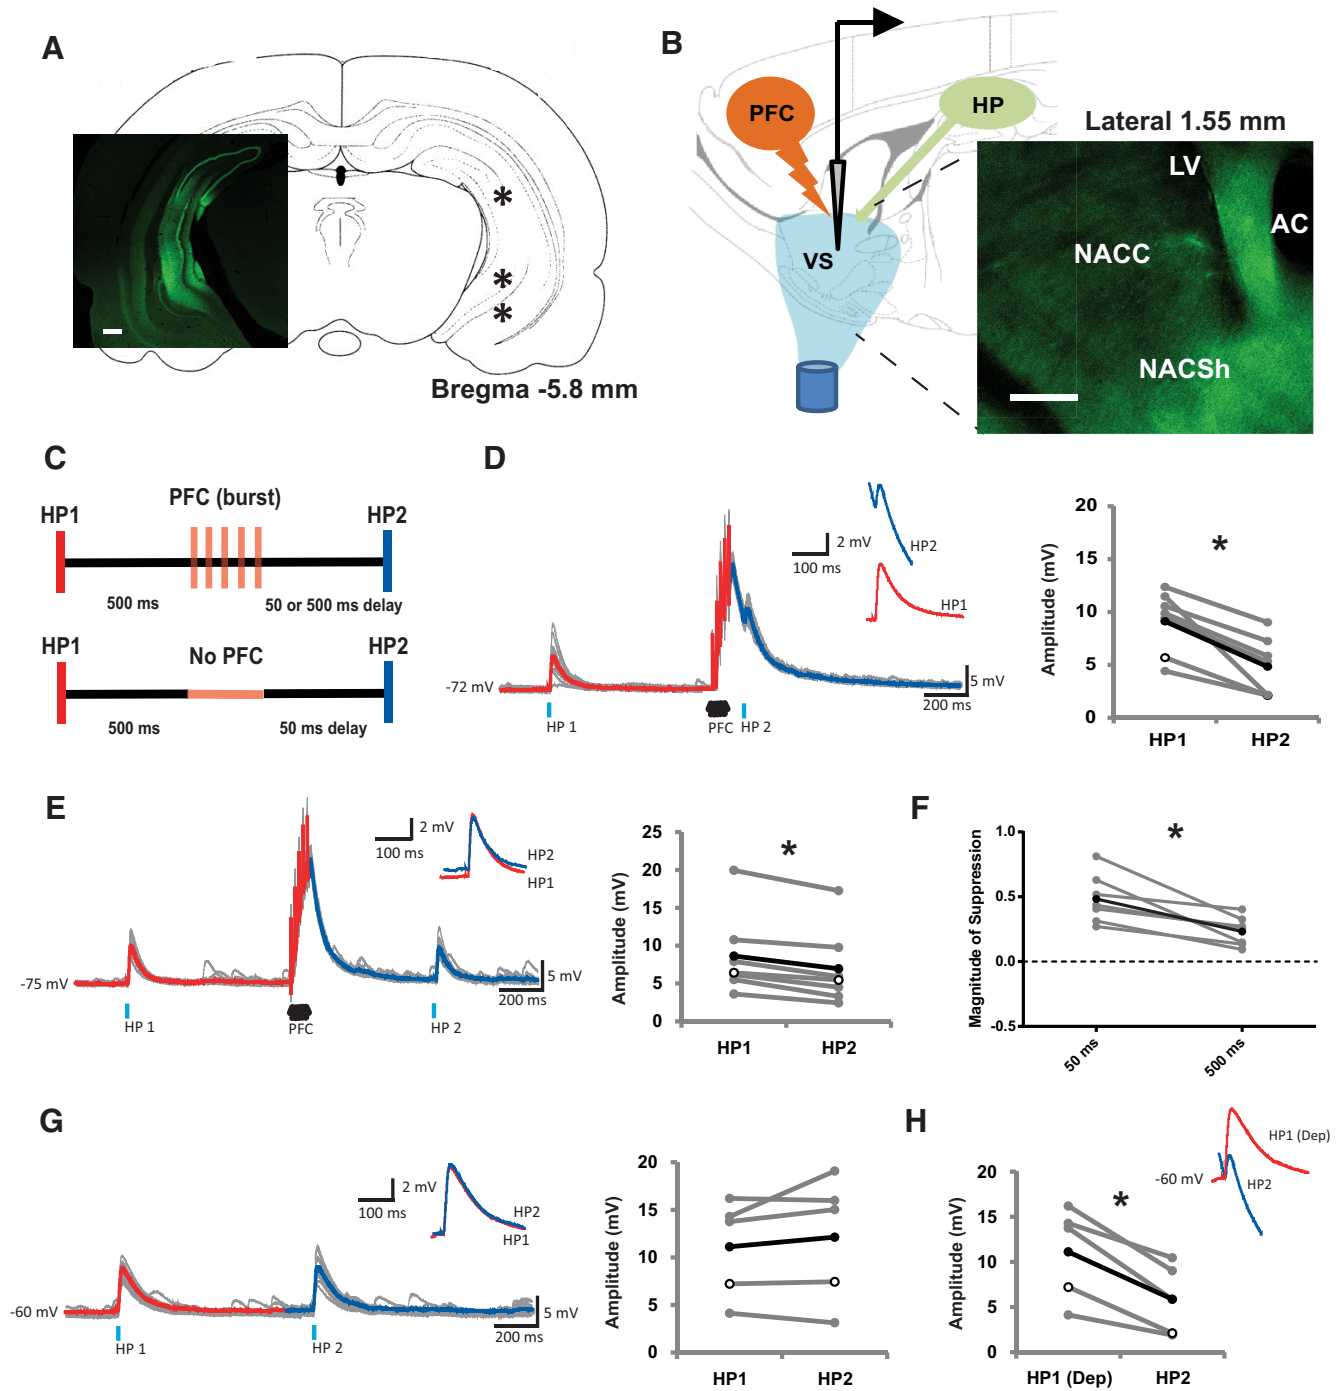 A
Bregma -5.8 mm
B
PFC
HP
VS
Lateral 1.55 mm
LV
AC
NACC
NACSh
C
PFC (burst)
HP1
HP2
500 ms
50 or 500 ms delay
No PFC
HP1
HP2
500 ms
50 ms delay
D
-72 mV
HP 1
PFC
HP 2
2 mV
100 ms
HP2
HP1
5 mV
200 ms
Amplitude (mV)
20
15
10
5
0
*
HP1
HP2
E
-75 mV
HP 1
PFC
HP 2
2 mV
100 ms
HP2
HP1
5 mV
200 ms
Amplitude (mV)
25
20
15
10
5
0
*
HP1
HP2
F
Magnitude of Suppression
1.0
0.5
0.0
-0.5
*
50 ms
500 ms
G
-60 mV
HP 1
HP 2
2 mV
100 ms
HP2
HP1
5 mV
200 ms
Amplitude (mV)
20
15
10
5
0
HP1
HP2
H
HP1 (Dep)
-60 mV
HP2
Amplitude (mV)
20
15
10
5
0
*
HP1 (Dep)
HP2